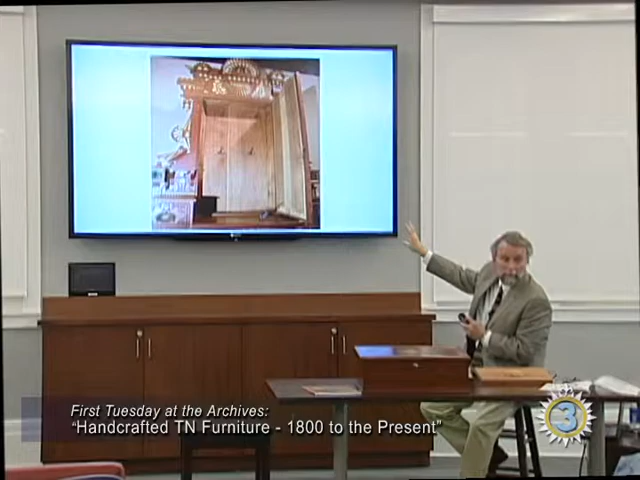 First Tuesday at the Archives:
"Handcrafted TN Furniture - 1800 to the Present"
3